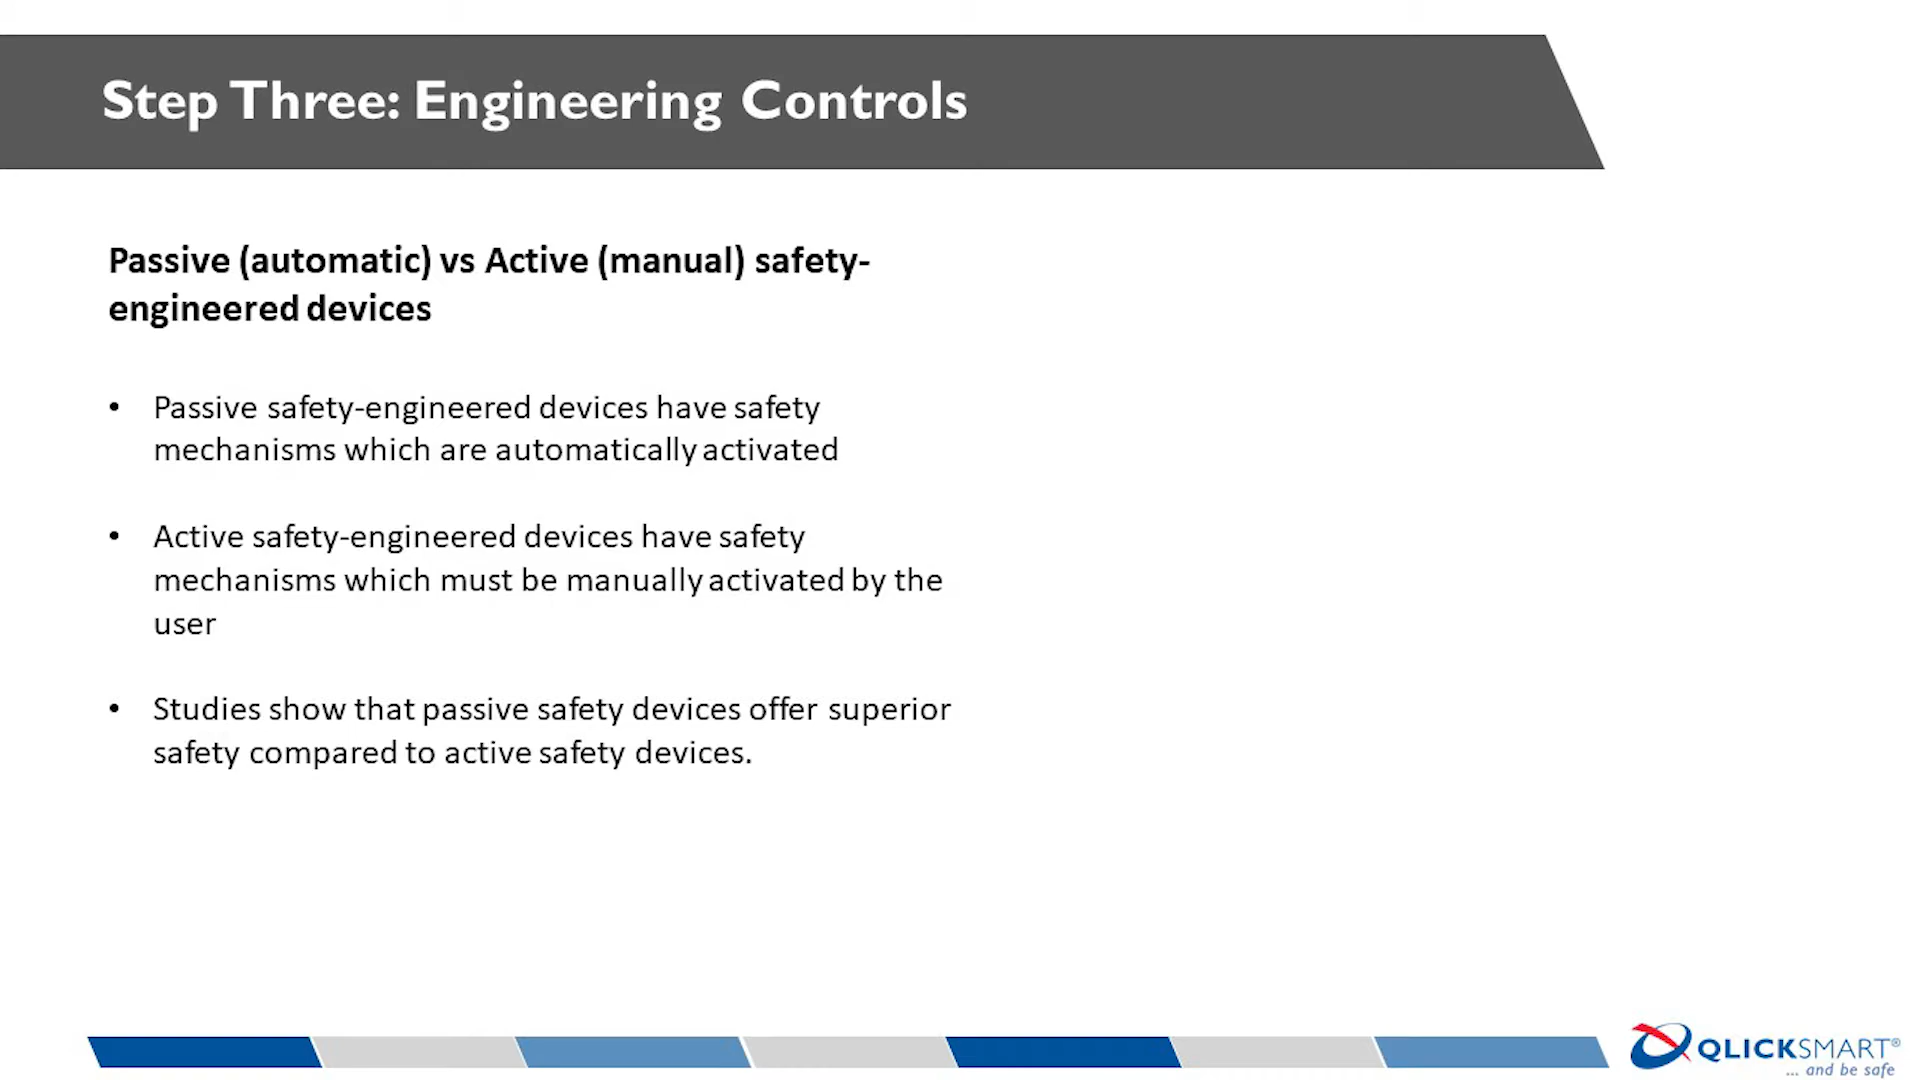 Step Three: Engineering Controls
Passive (automatic) vs Active (manual) safety-
engineered devices
• Passive safety-engineered devices have safety
mechanisms which are automatically activated
• Active safety-engineered devices have safety
mechanisms which must be manually activated by the
user
• Studies show that passive safety devices offer superior
safety compared to active safety devices.
QLICKSMART®
... and be safe